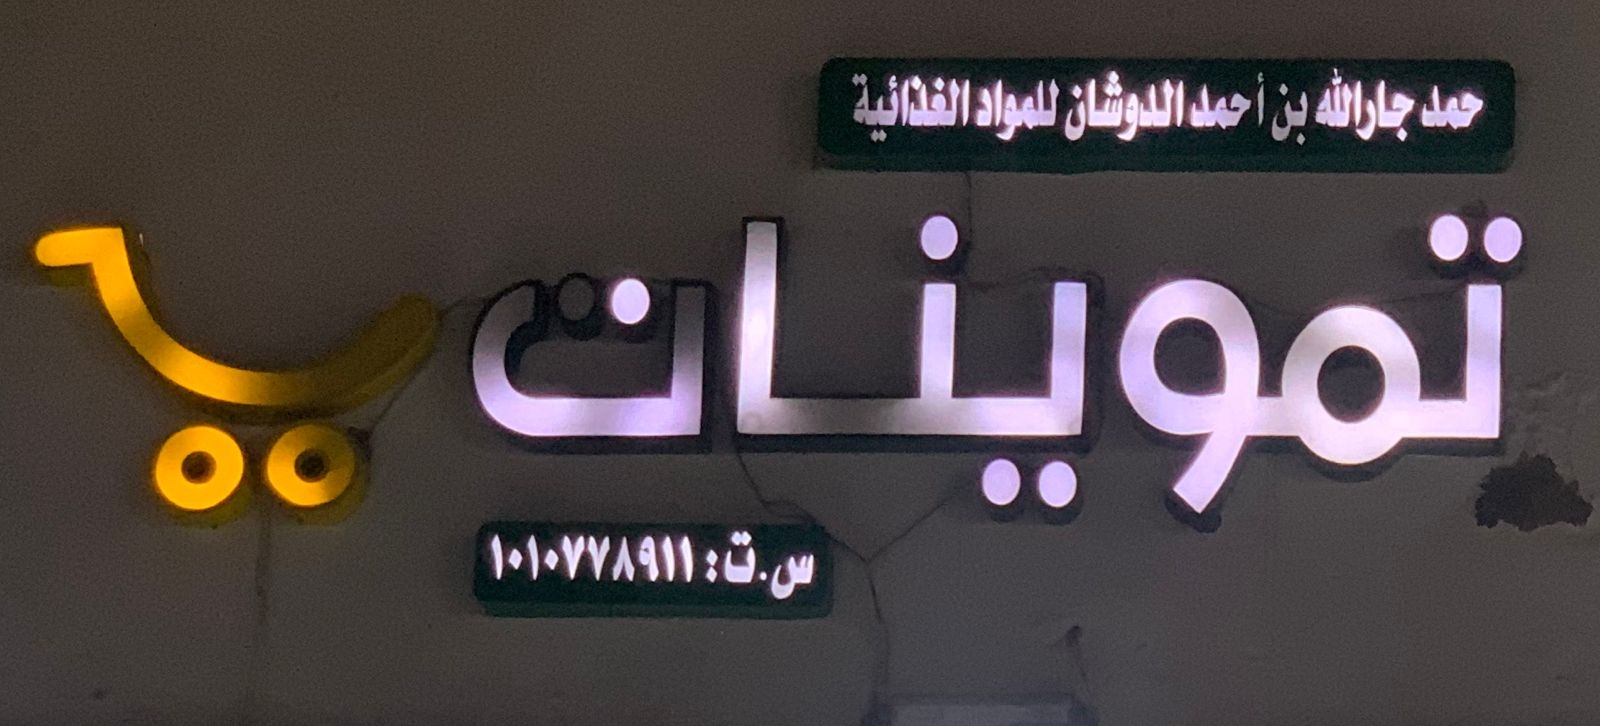 حمد جارالله بن أحمد الدوشان للمواد الغذائية
تموينات
س.ت: ١٠١٠٧٧٨٩١١